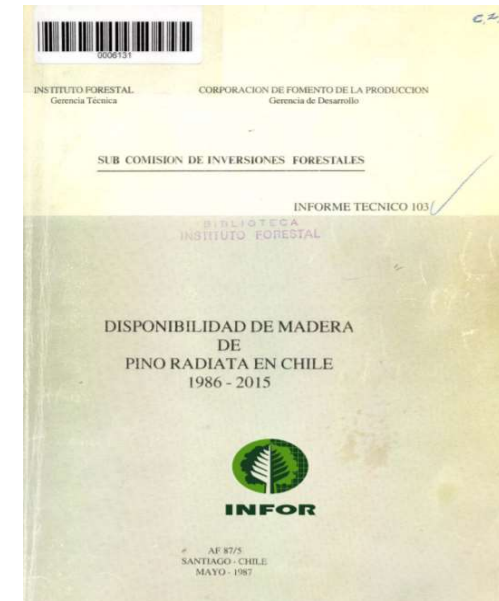 C.2
0006131
INSTITUTO FORESTAL
Gerencia Técnica
CORPORACION DE FOMENTO DE LA PRODUCCION
Gerencia de Desarrollo
SUB COMISION DE INVERSIONES FORESTALES
INFORME TECNICO 103
BIBLIOTECA
INSTITUTO FORESTAL
DISPONIBILIDAD DE MADERA
DE
PINO RADIATA EN CHILE
1986 - 2015
INFOR
AF 87/5
SANTIAGO - CHILE
MAYO - 1987